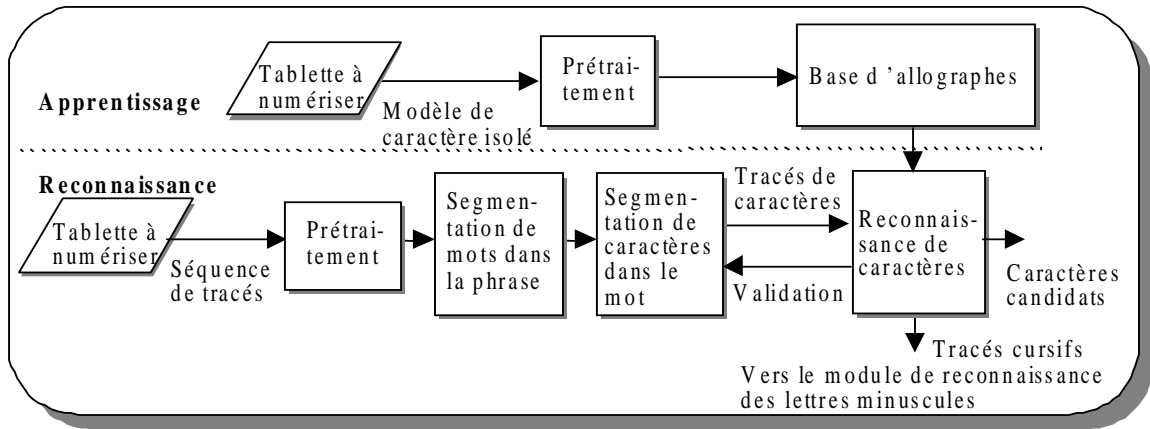 Apprentissage
Tablette à
numériser
Modèle de
caractère isolé
Prétrai-
tement
Base d'allographes
Reconnaissance
Tablette à
numériser
Séquence
de tracés
Prétrai-
tement
Segmen-
tation de
mots dans
la phrase
Segmen-
tation de
caractères
dans le
mot
Tracés de
caractères
Validation
Reconnais-
sance de
caractères
Caractères
candidats
Tracés cursifs
Vers le module de reconnaissance
des lettres minuscules